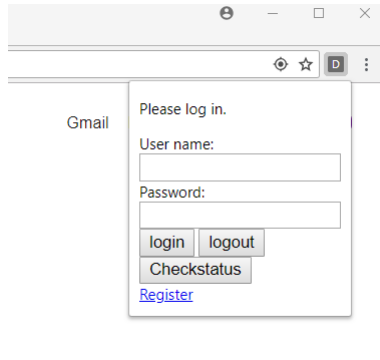 D
Gmail
Please log in.
User name:
Password:
login logout
Checkstatus
Register